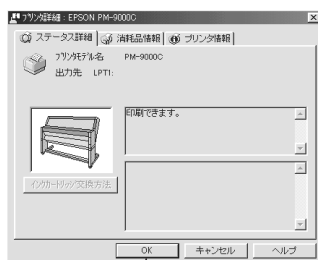 プリンタ詳細 : EPSON PM-9000C
ステータス詳細 消耗品情報 プリンタ情報
プリンタモデル名 PM-9000C
出力先 LPT1:
印刷できます。
インクカートリッジ交換方法
OK キャンセル ヘルプ